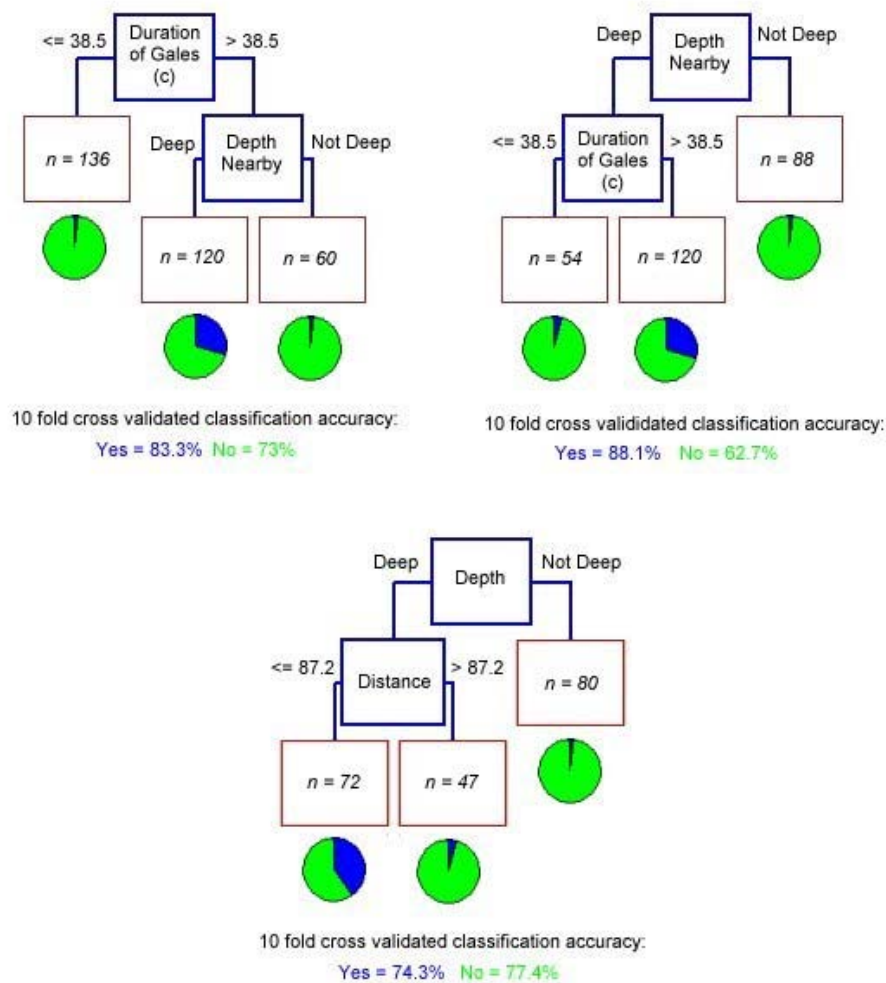 <= 38.5
Duration
of Gales
(c)
> 38.5
n = 136
Deep
Depth
Nearby
Not Deep
n = 120
n = 60
10 fold cross validated classification accuracy:
Yes = 83.3% No = 73%
Deep
Depth
Nearby
Not Deep
<= 38.5
Duration
of Gales
(c)
> 38.5
n = 88
n = 54
n = 120
10 fold cross valididated classification accuracy:
Yes = 88.1% No = 62.7%
Deep
Depth
Not Deep
<= 87.2
Distance
> 87.2
n = 80
n = 72
n = 47
10 fold cross validated classification accuracy:
Yes = 74.3% No = 77.4%